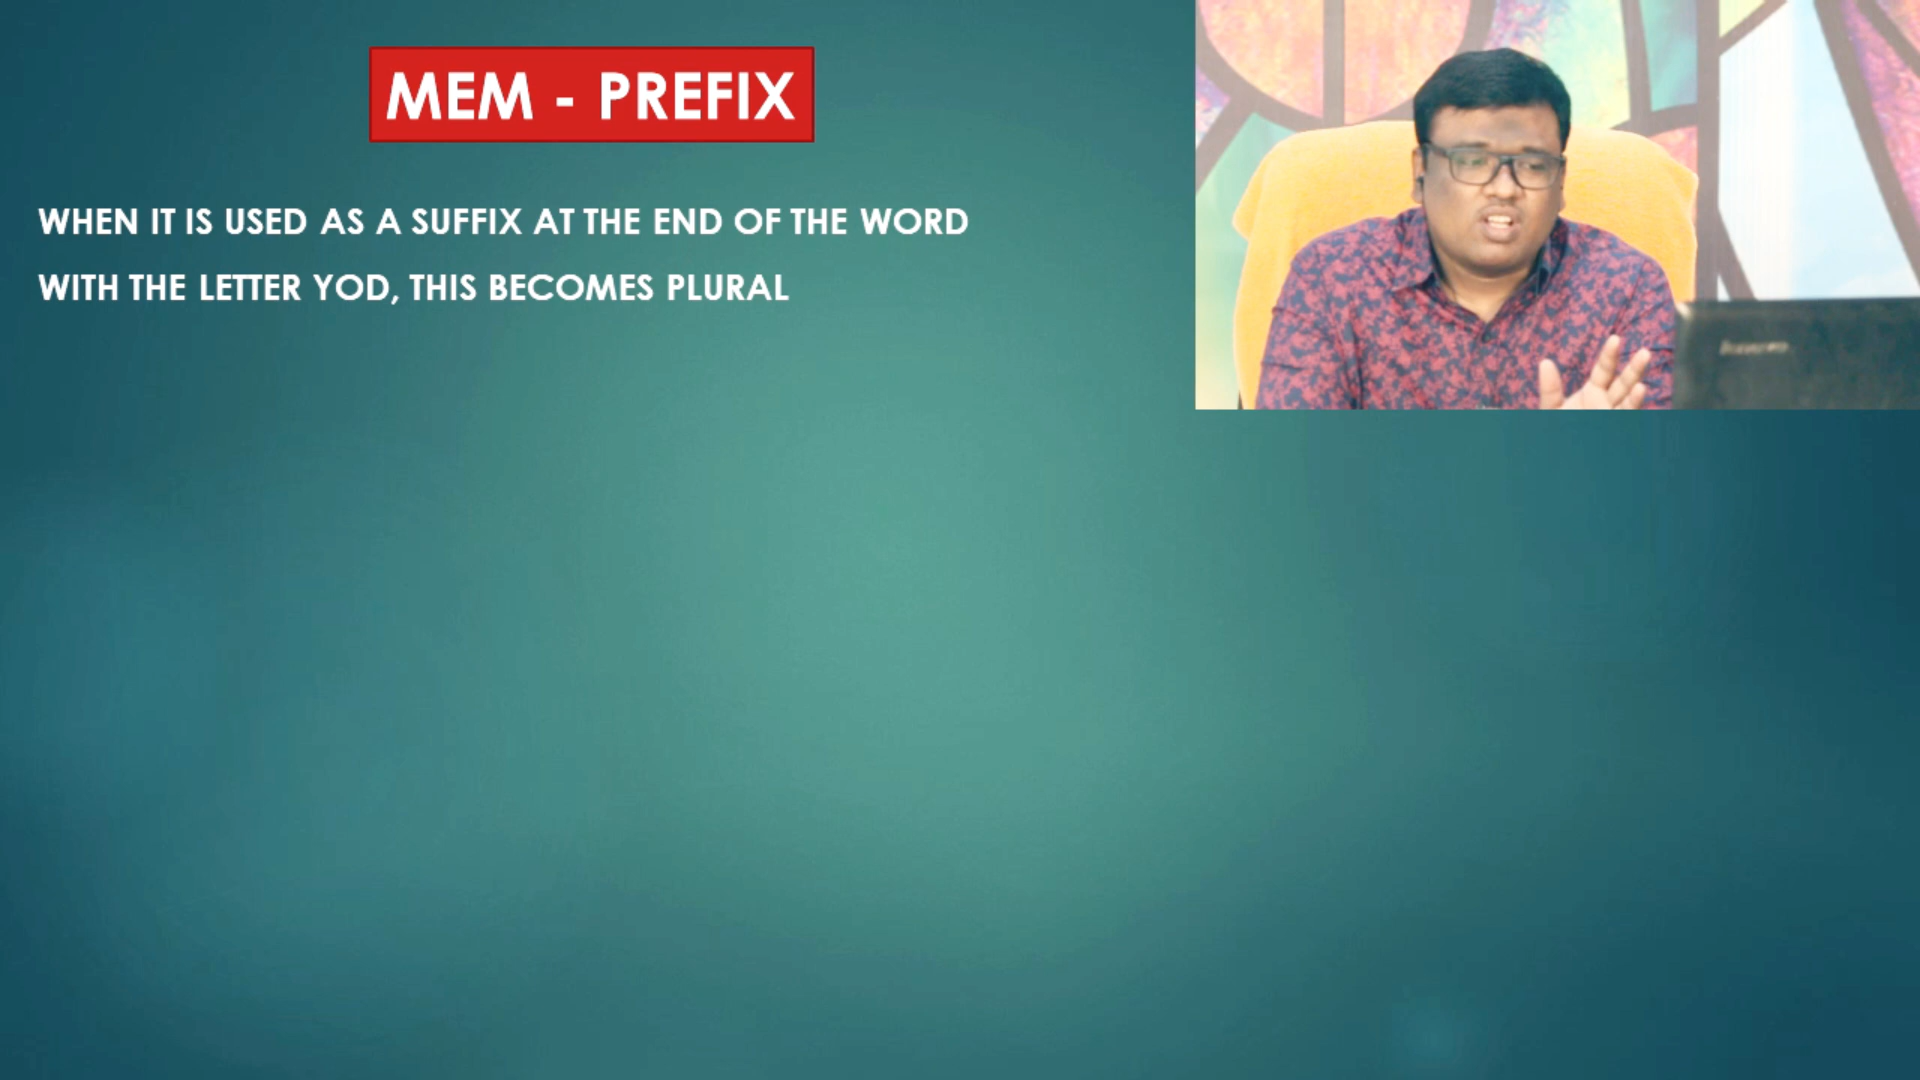 MEM - PREFIX
WHEN IT IS USED AS A SUFFIX AT THE END OF THE WORD
WITH THE LETTER YOD, THIS BECOMES PLURAL